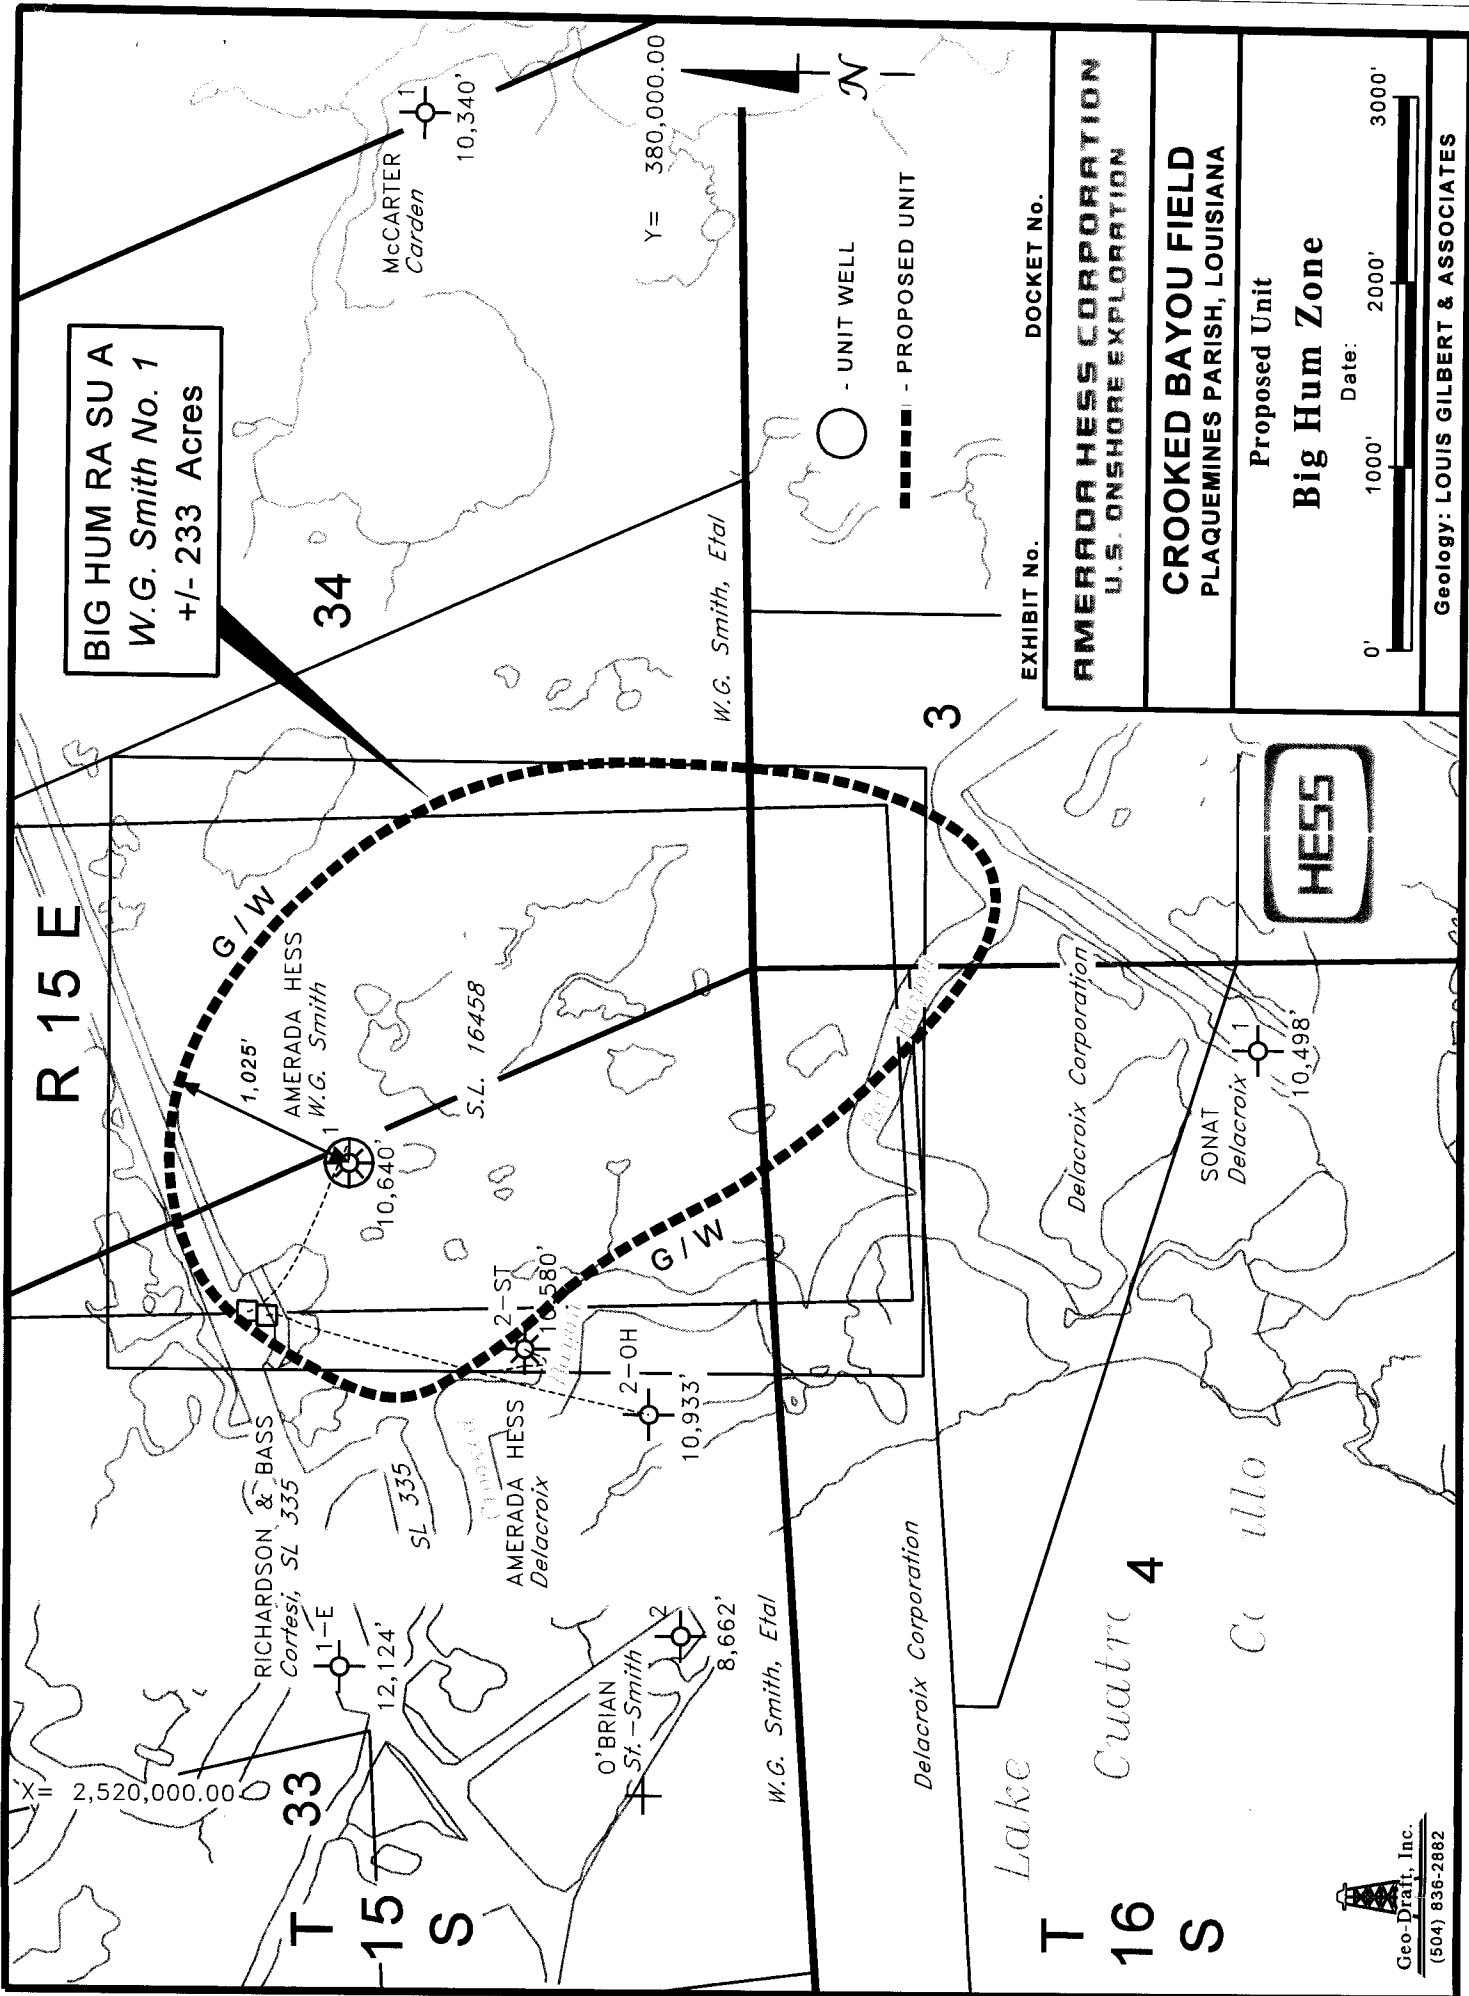 R 15 E
BIG HUM RA SU A
W.G. Smith No. 1
+/- 233 Acres
X= 2,520,000.00
33
T
15
S
RICHARDSON & BASS
Cortesi, SL 335
1-E
12,124'
SL 335
AMERADA HESS
Delacroix
2-ST
10,580'
2-OH
10,933'
O'BRIAN
St.-Smith
2
8,662'
G/W
1,025'
AMERADA HESS
W.G. Smith
1
10,640'
S.L. 16458
G/W
34
McCARTER
Carden
1
10,340'
Y= 380,000.00
N
W.G. Smith, Etal
W.G. Smith, Etal
Delacroix Corporation
Delacroix Corporation
3
4
Lake
SONAT
Delacroix
1
10,498'
T
16
S
- UNIT WELL
- PROPOSED UNIT
EXHIBIT No.
DOCKET No.
AMERADA HESS CORPORATION
U.S. ONSHORE EXPLORATION
CROOKED BAYOU FIELD
PLAQUEMINES PARISH, LOUISIANA
Proposed Unit
Big Hum Zone
Date:
0' 1000' 2000' 3000'
Geology: LOUIS GILBERT & ASSOCIATES
HESS
Geo-Draft, Inc.
(504) 836-2882